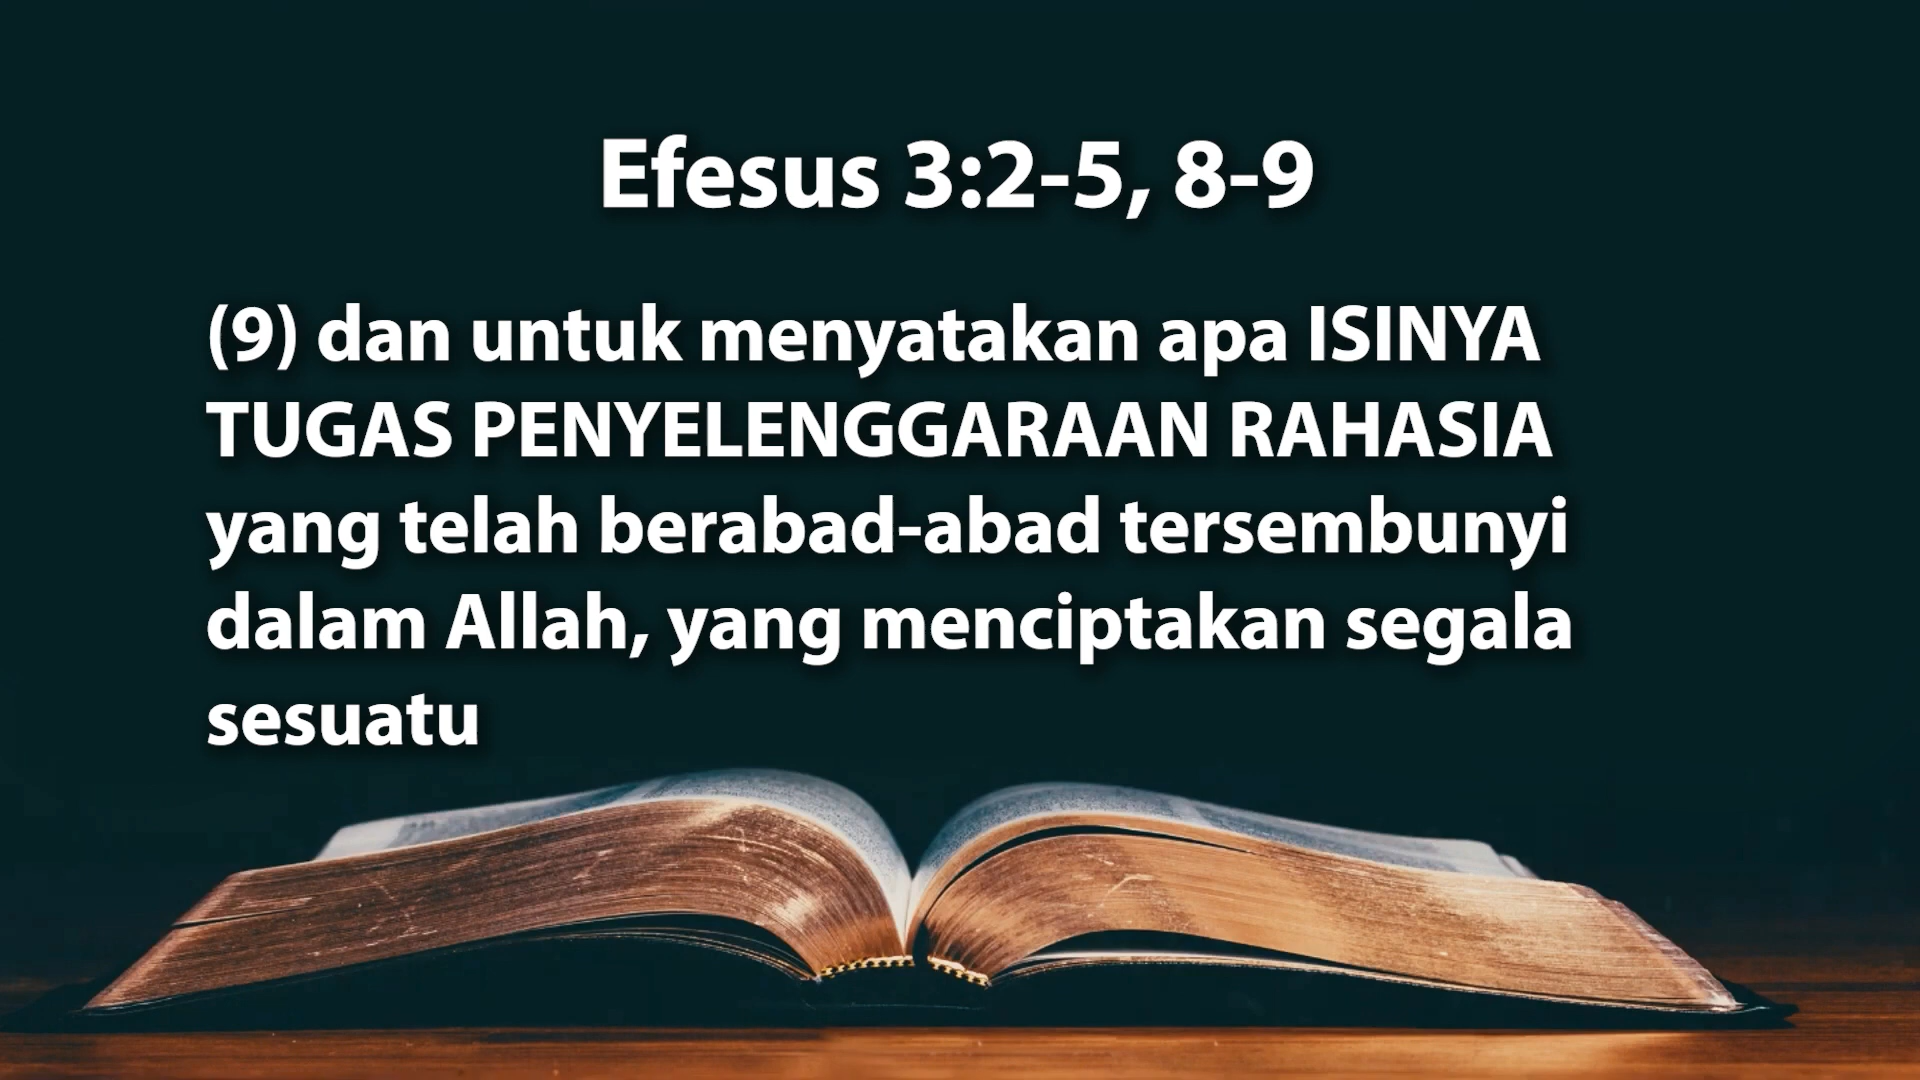 Efesus 3:2-5, 8-9
(9) dan untuk menyatakan apa ISINYA
TUGAS PENYELENGGARAAN RAHASIA
yang telah berabad-abad tersembunyi
dalam Allah, yang menciptakan segala
sesuatu